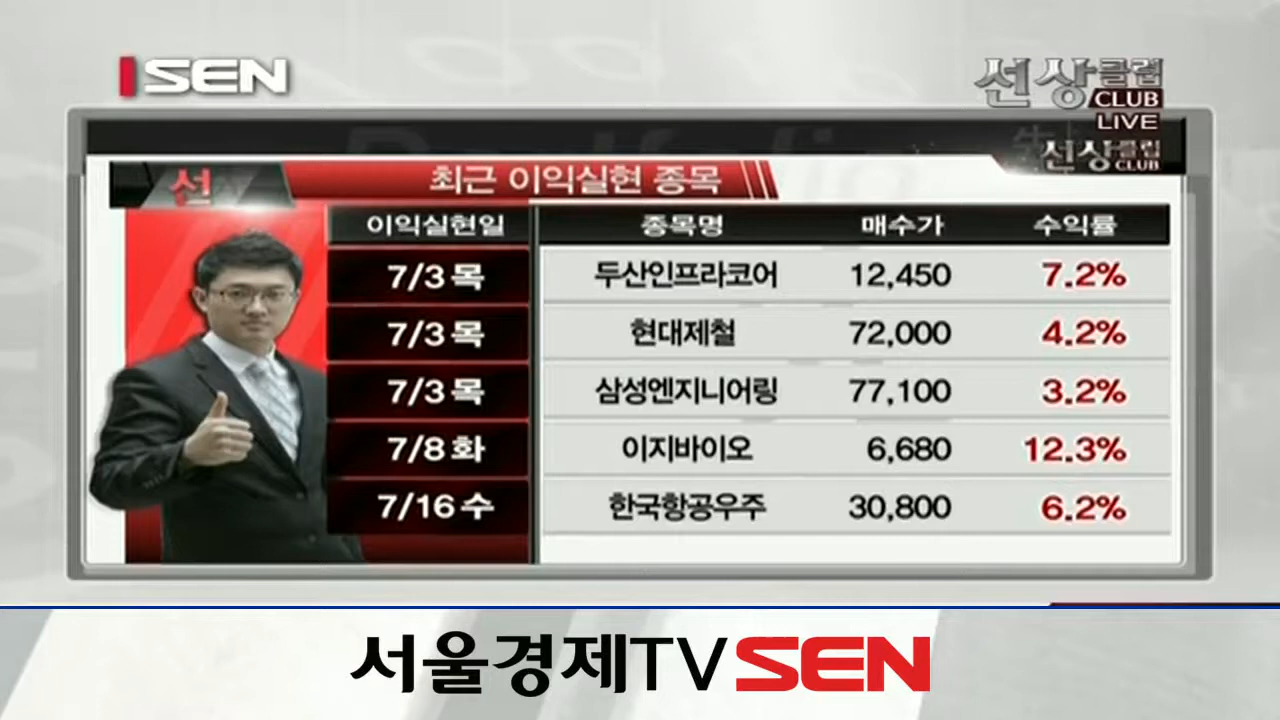 SEN
선상클럽
CLUB
LIVE
선상클럽
CLUB
선
최근 이익실현 종목
이익실현일 종목명 매수가 수익률
7/3 목 두산인프라코어 12,450 7.2%
7/3 목 현대제철 72,000 4.2%
7/3 목 삼성엔지니어링 77,100 3.2%
7/8 화 이지바이오 6,680 12.3%
7/16 수 한국항공우주 30,800 6.2%
서울경제TV SEN